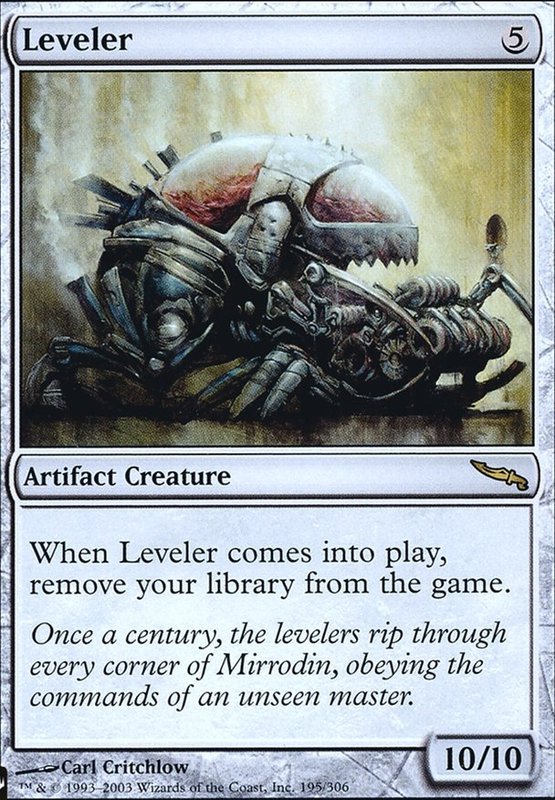 Leveler 5
Artifact Creature
When Leveler comes into play,
remove your library from the game.
Once a century, the levelers rip through
every corner of Mirrodin, obeying the
commands of an unseen master.
10/10
Carl Critchlow
™ & © 1993–2003 Wizards of the Coast, Inc. 195/306